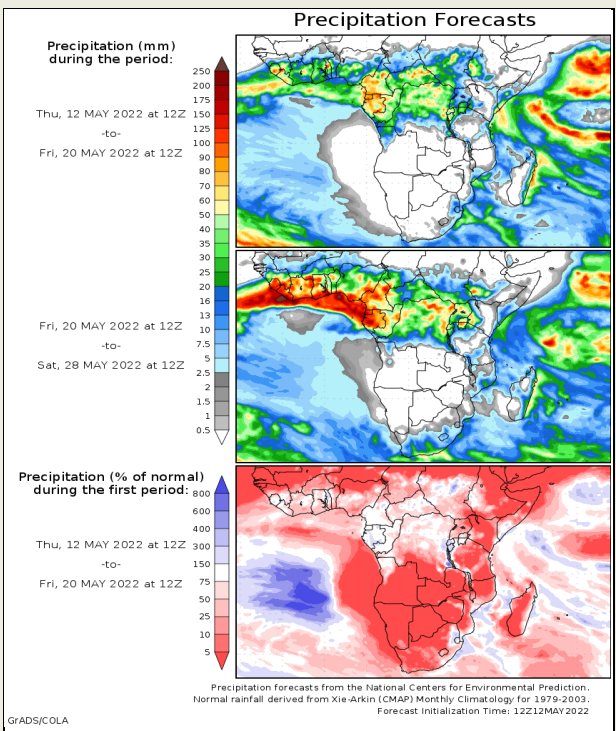 Precipitation Forecasts
Precipitation (mm)
during the period:
Thu, 12 MAY 2022 at 12Z
-to-
Fri, 20 MAY 2022 at 12Z
250
200
175
150
125
100
90
80
70
60
50
40
35
30
25
20
16
13
10
7.5
5
2.5
2
1.5
1
0.5
Fri, 20 MAY 2022 at 12Z
-to-
Sat, 28 MAY 2022 at 12Z
Precipitation (% of normal)
during the first period:
Thu, 12 MAY 2022 at 12Z
-to-
Fri, 20 MAY 2022 at 12Z
800
600
400
300
150
75
50
25
10
5
Precipitation forecasts from the National Centers for Environmental Prediction.
Normal rainfall derived from Xie-Arkin (CMAP) Monthly Climatology for 1979-2003.
Forecast Initialization Time: 12Z12MAY2022
GrADS/COLA